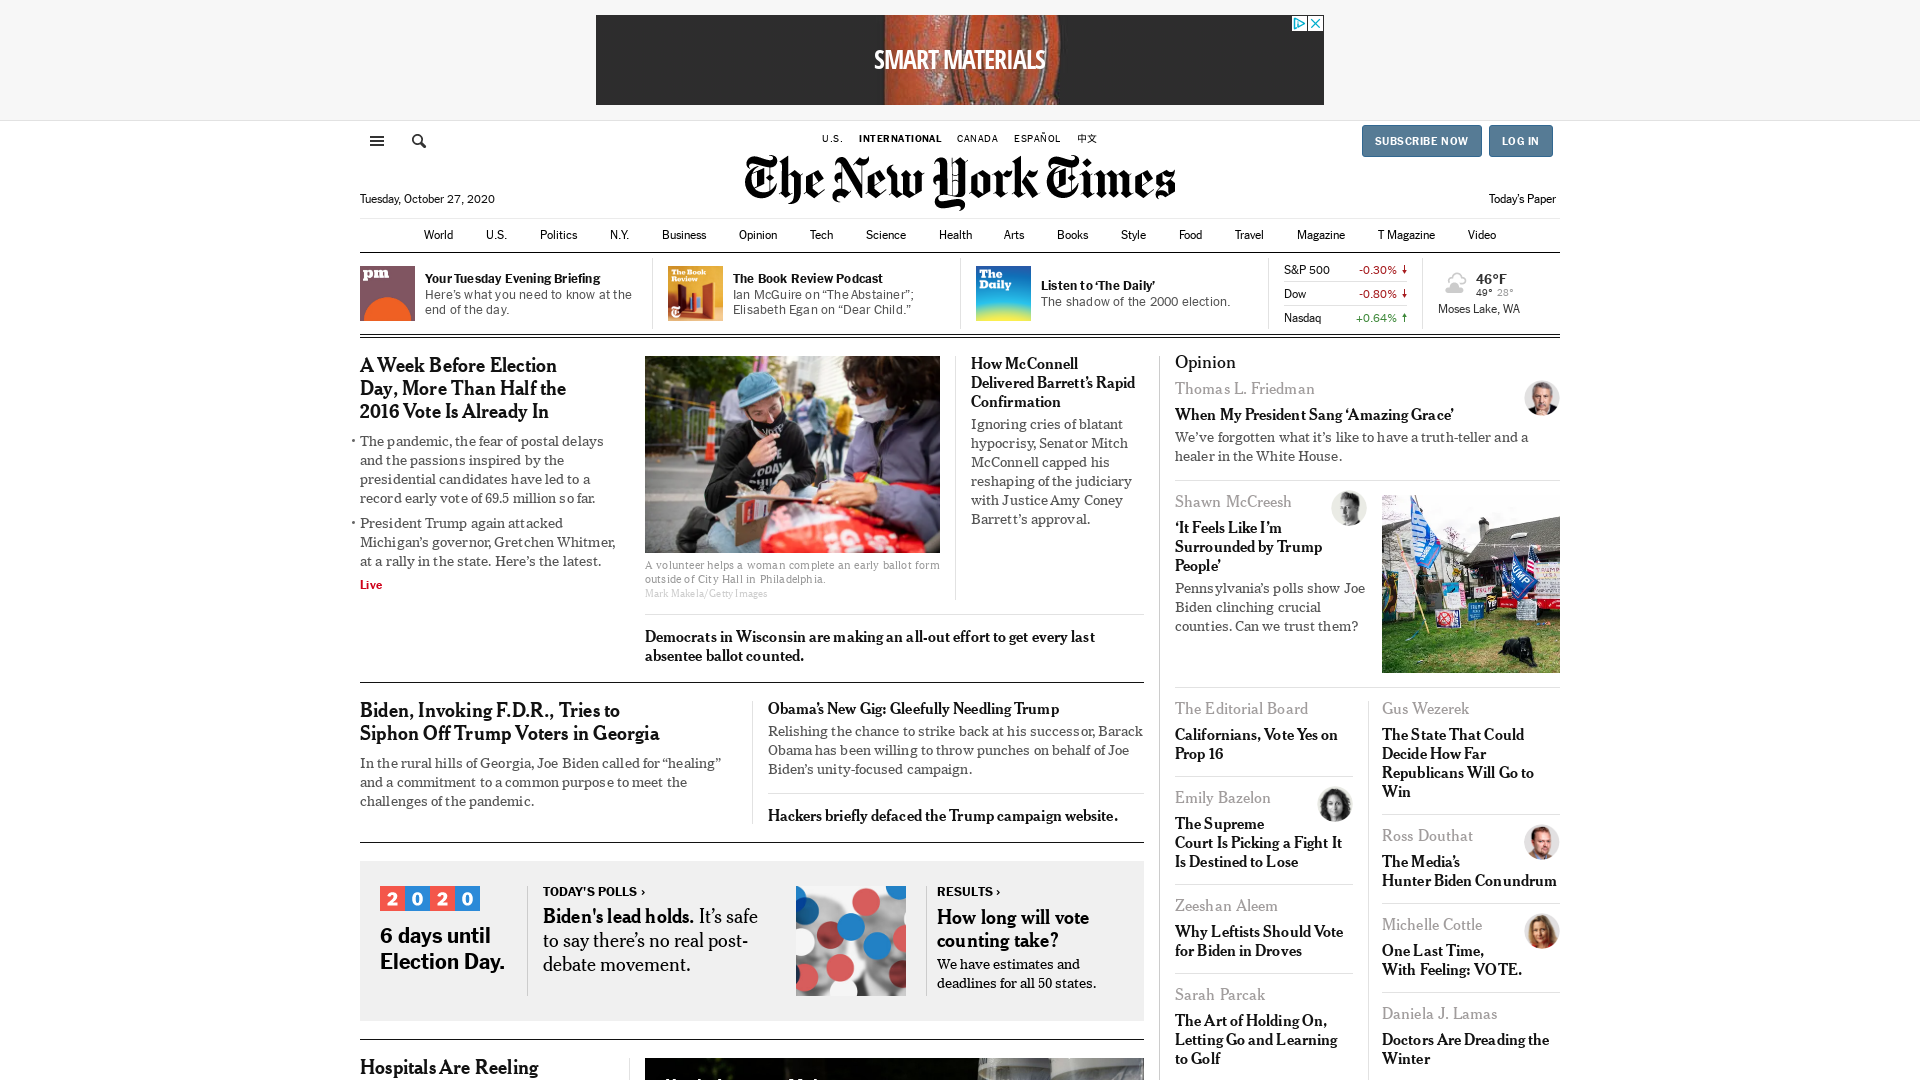 SMART MATERIALS
U.S.
INTERNATIONAL
CANADA
ESPAÑOL
中文
SUBSCRIBE NOW
LOG IN
The New York Times
Tuesday, October 27, 2020
Today's Paper
World
U.S.
Politics
N.Y.
Business
Opinion
Tech
Science
Health
Arts
Books
Style
Food
Travel
Magazine
T Magazine
Video
pm
Your Tuesday Evening Briefing
Here's what you need to know at the
end of the day.
The Book
Review
The Book Review Podcast
Ian McGuire on “The Abstainer”;
Elisabeth Egan on “Dear Child.”
The
Daily
Listen to ‘The Daily’
The shadow of the 2000 election.
S&P 500 -0.30% ↓
Dow -0.80% ↓
Nasdaq +0.64% ↑
46°F
49° 28°
Moses Lake, WA
A Week Before Election
Day, More Than Half the
2016 Vote Is Already In
• The pandemic, the fear of postal delays
and the passions inspired by the
presidential candidates have led to a
record early vote of 69.5 million so far.
• President Trump again attacked
Michigan’s governor, Gretchen Whitmer,
at a rally in the state. Here’s the latest.
Live
A volunteer helps a woman complete an early ballot form
outside of City Hall in Philadelphia.
Mark Makela/Getty Images
How McConnell
Delivered Barrett’s Rapid
Confirmation
Ignoring cries of blatant
hypocrisy, Senator Mitch
McConnell capped his
reshaping of the judiciary
with Justice Amy Coney
Barrett’s approval.
Democrats in Wisconsin are making an all-out effort to get every last
absentee ballot counted.
Biden, Invoking F.D.R., Tries to
Siphon Off Trump Voters in Georgia
In the rural hills of Georgia, Joe Biden called for “healing”
and a commitment to a common purpose to meet the
challenges of the pandemic.
Obama’s New Gig: Gleefully Needling Trump
Relishing the chance to strike back at his successor, Barack
Obama has been willing to throw punches on behalf of Joe
Biden’s unity-focused campaign.
Hackers briefly defaced the Trump campaign website.
2020
6 days until
Election Day.
TODAY'S POLLS ›
Biden's lead holds. It’s safe
to say there’s no real post-
debate movement.
RESULTS ›
How long will vote
counting take?
We have estimates and
deadlines for all 50 states.
Hospitals Are Reeling
Opinion
Thomas L. Friedman
When My President Sang ‘Amazing Grace’
We’ve forgotten what it’s like to have a truth-teller and a
healer in the White House.
Shawn McCreesh
‘It Feels Like I’m
Surrounded by Trump
People’
Pennsylvania’s polls show Joe
Biden clinching crucial
counties. Can we trust them?
TRUMP
The Editorial Board
Californians, Vote Yes on
Prop 16
Emily Bazelon
The Supreme
Court Is Picking a Fight It
Is Destined to Lose
Zeeshan Aleem
Why Leftists Should Vote
for Biden in Droves
Sarah Parcak
The Art of Holding On,
Letting Go and Learning
to Golf
Gus Wezerek
The State That Could
Decide How Far
Republicans Will Go to
Win
Ross Douthat
The Media’s
Hunter Biden Conundrum
Michelle Cottle
One Last Time,
With Feeling: VOTE.
Daniela J. Lamas
Doctors Are Dreading the
Winter